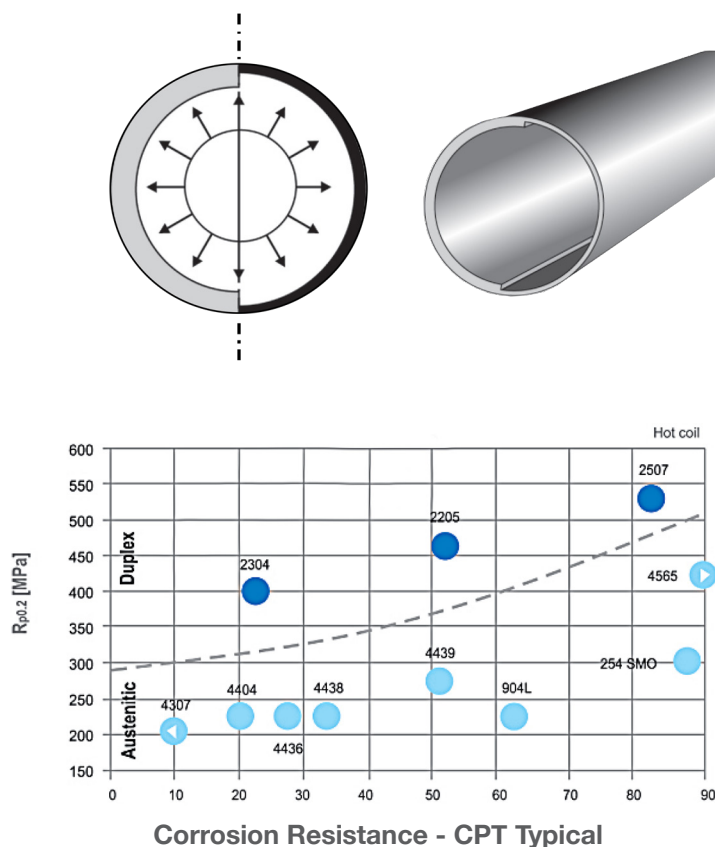 Hot coil
600
550
500
450
400
350
300
250
200
150
Rp0.2 [MPa]
Duplex
Austenitic
2507
2205
2304
4565
4439
254 SMO
4307
4404
4438
904L
4436
0 10 20 30 40 50 60 70 80 90
Corrosion Resistance - CPT Typical